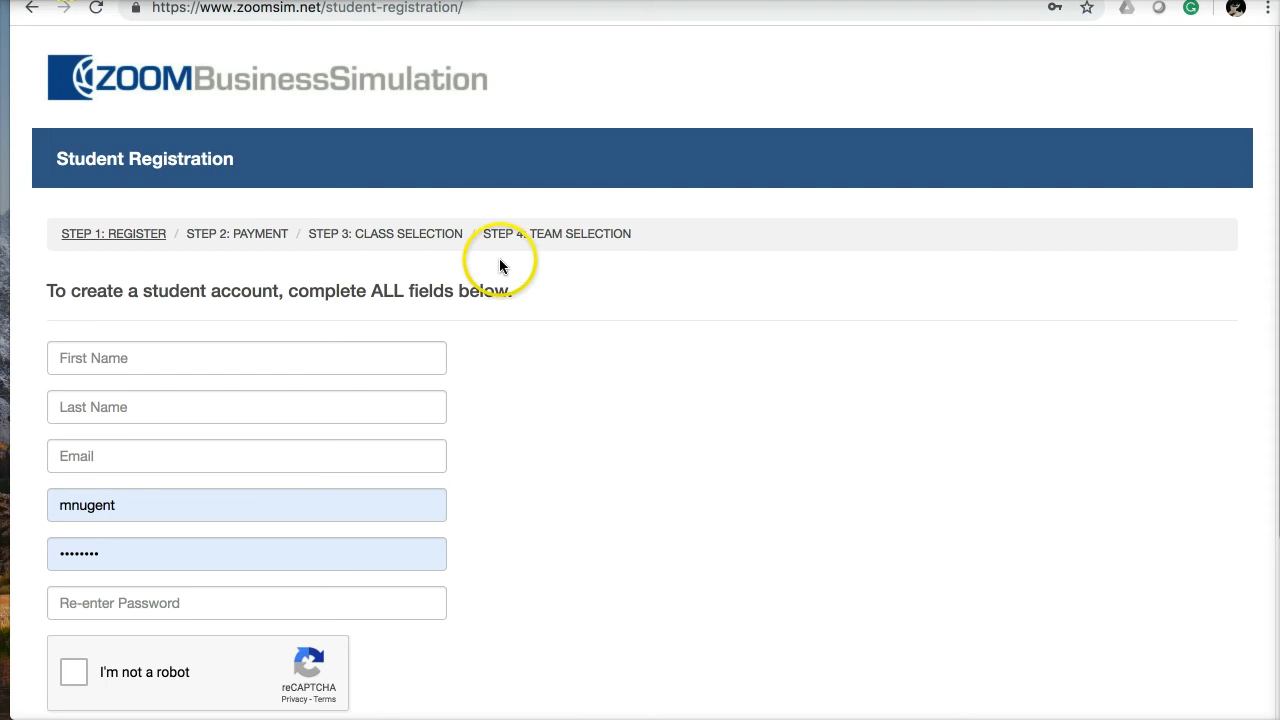 https://www.zoomsim.net/student-registration/
ZOOMBusinessSimulation
Student Registration
STEP 1: REGISTER / STEP 2: PAYMENT / STEP 3: CLASS SELECTION / STEP 4: TEAM SELECTION
To create a student account, complete ALL fields below.
First Name
Last Name
Email
mnugent
••••••••
Re-enter Password
I'm not a robot
reCAPTCHA
Privacy - Terms